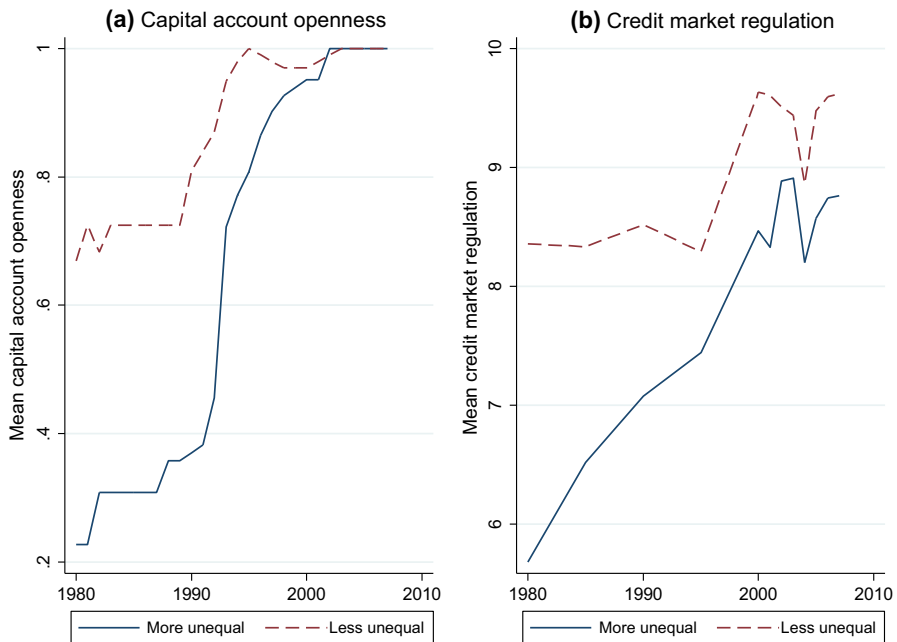 (a) Capital account openness
Mean capital account openness
1
.8
.6
.4
.2
1980 1990 2000 2010
More unequal Less unequal
(b) Credit market regulation
Mean credit market regulation
10
9
8
7
6
1980 1990 2000 2010
More unequal Less unequal